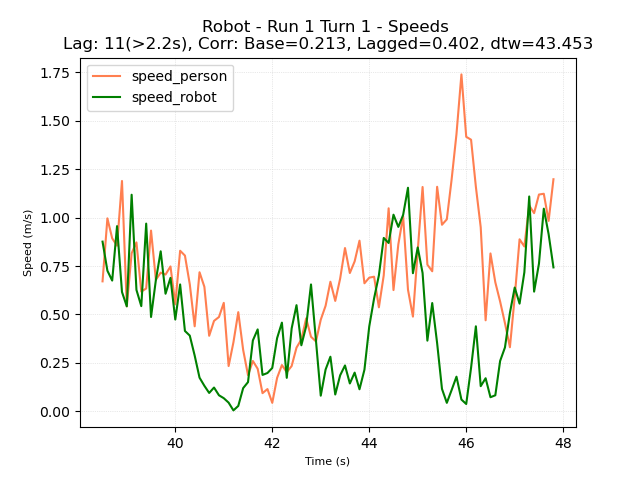 Robot - Run 1 Turn 1 - Speeds
Lag: 11(>2.2s), Corr: Base=0.213, Lagged=0.402, dtw=43.453
speed_person
speed_robot
1.75
1.50
1.25
1.00
0.75
0.50
0.25
0.00
Speed (m/s)
40 42 44 46 48
Time (s)